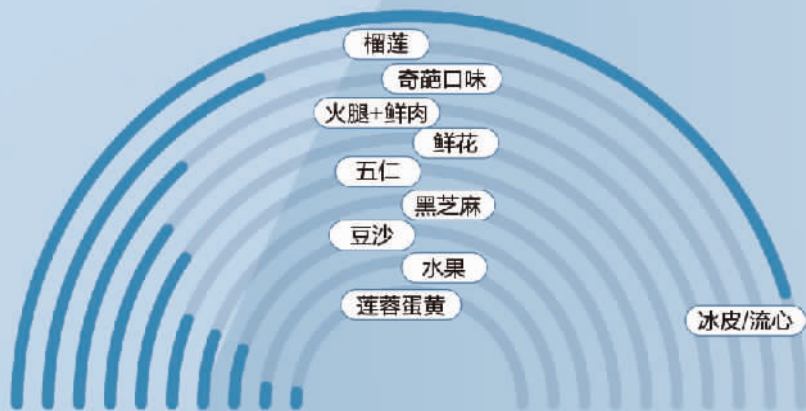 榴莲
奇葩口味
火腿+鲜肉
鲜花
五仁
黑芝麻
豆沙
水果
莲蓉蛋黄
冰皮/流心